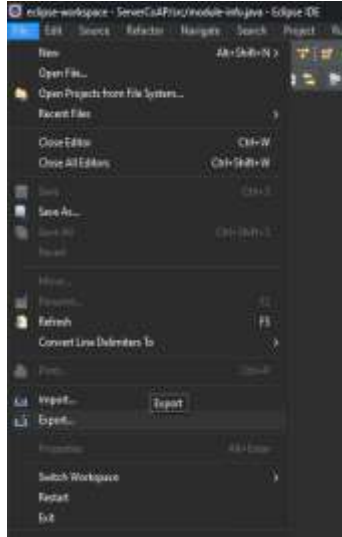 eclipse-workspace - ServerCoAP/src/module-info.java - Eclipse IDE
File Edit Source Refactor Navigate Search Project
New Alt+Shift+N >
Open File...
Open Projects from File System...
Recent Files >
Close Editor Ctrl+W
Close All Editors Ctrl+Shift+W
Save Ctrl+S
Save As...
Save All Ctrl+Shift+S
Revert
Move...
Rename... F2
Refresh F5
Convert Line Delimiters To >
Print... Ctrl+P
Import...
Export
Export...
Properties Alt+Enter
Switch Workspace >
Restart
Exit